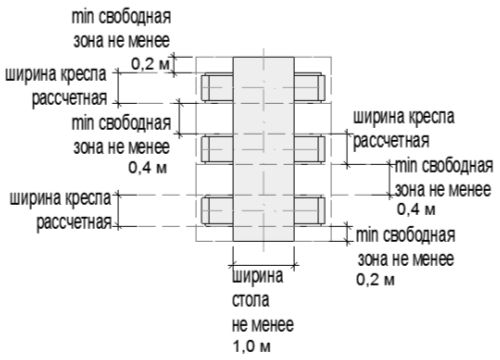 min свободная
зона не менее
0,2 м
ширина кресла
рассчетная
min свободная
зона не менее
0,4 м
ширина кресла
рассчетная
ширина кресла
рассчетная
min свободная
зона не менее
0,4 м
min свободная
зона не менее
0,2 м
ширина
стола
не менее
1,0 м